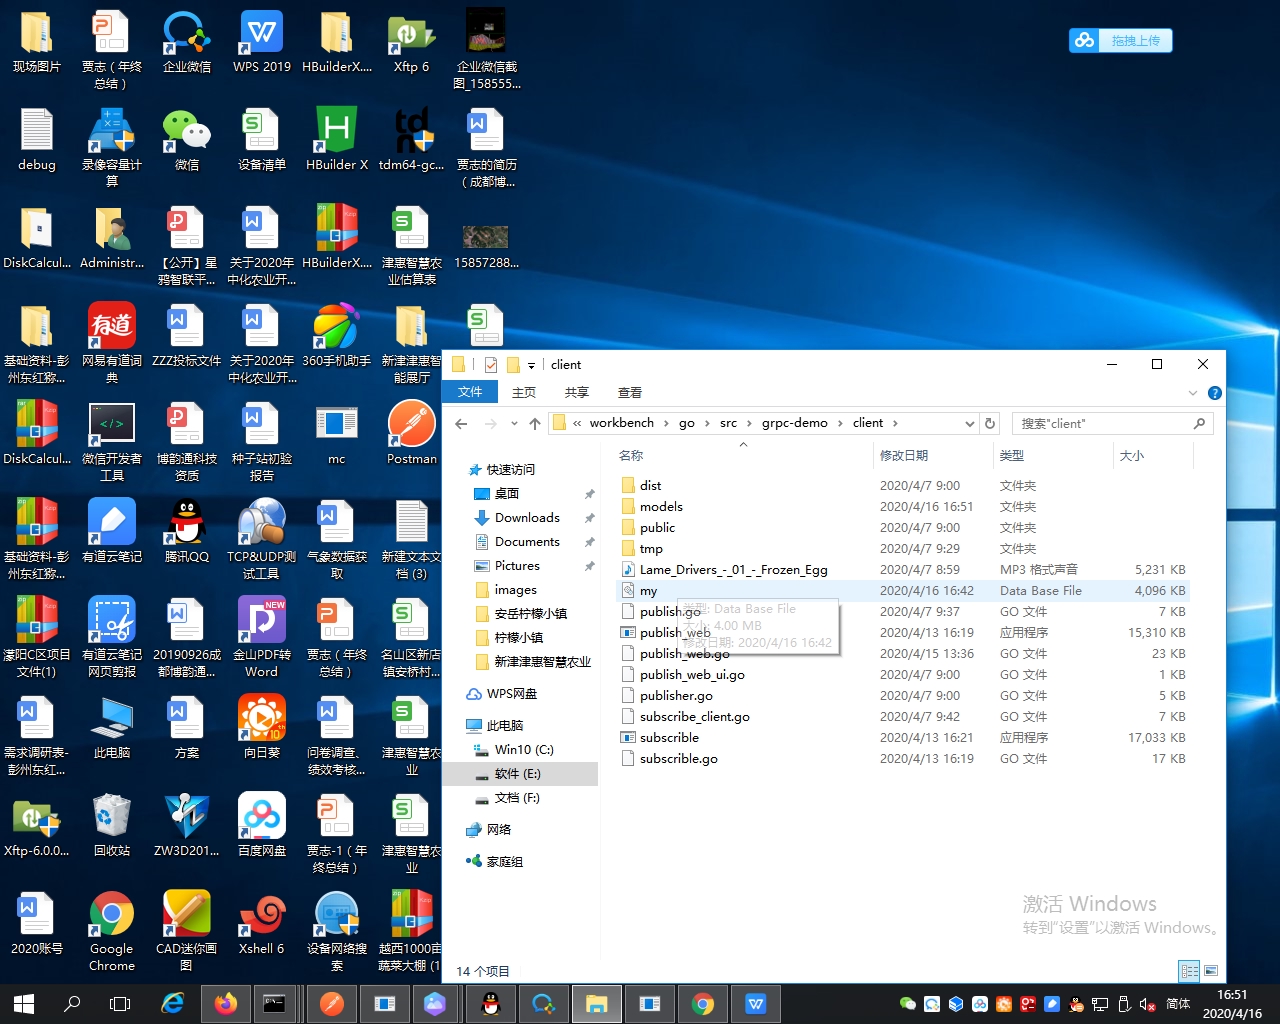 现场图片
贾志（年终
总结）
企业微信
WPS 2019
HBuilderX....
Xftp 6
企业微信截
图_158555...
拖拽上传
debug
录像容量计
算
微信
设备清单
HBuilder X
tdm64-gc...
贾志的简历
（成都博...
DiskCalcul...
Administr...
【公开】星
鸦智联平...
关于2020年
中化农业开...
HBuilderX....
津惠智慧农
业估算表
15857288...
基础资料-彭
州东红猕...
网易有道词
典
ZZZ投标文件
关于2020年
中化农业开...
360手机助手
新津津惠智
能展厅
DiskCalcul...
微信开发者
工具
博韵通科技
资质
种子站初验
报告
mc
Postman
基础资料-彭
州东红猕...
有道云笔记
腾讯QQ
TCP&UDP测
试工具
气象数据获
取
新建文本文
档 (3)
濛阳C区项目
文件(1)
有道云笔记
网页剪报
20190926成
都博韵通...
金山PDF转
Word
贾志（年终
总结）
名山区新店
镇安桥村...
需求调研表-
彭州东红...
此电脑
方案
向日葵
问卷调查、
绩效考核...
津惠智慧农
业
Xftp-6.0.0...
回收站
ZW3D201...
百度网盘
贾志-1（年
终总结）
津惠智慧农
业
2020账号
Google
Chrome
CAD迷你画
图
Xshell 6
设备网络搜
索
越西1000亩
蔬菜大棚 (1
client
文件 主页 共享 查看
« workbench › go › src › grpc-demo › client ›
搜索"client"
名称 修改日期 类型 大小
快速访问
桌面
Downloads
Documents
Pictures
images
安岳柠檬小镇
柠檬小镇
新津津惠智慧农业
WPS网盘
此电脑
Win10 (C:)
软件 (E:)
文档 (F:)
网络
家庭组
dist 2020/4/7 9:00 文件夹
models 2020/4/16 16:51 文件夹
public 2020/4/7 9:00 文件夹
tmp 2020/4/7 9:29 文件夹
Lame_Drivers_-_01_-_Frozen_Egg 2020/4/7 8:59 MP3 格式声音 5,231 KB
my 2020/4/16 16:42 Data Base File 4,096 KB
publish.go 2020/4/7 9:37 GO 文件 7 KB
publish_web 2020/4/13 16:19 应用程序 15,310 KB
publish_web.go 2020/4/15 13:36 GO 文件 23 KB
publish_web_ui.go 2020/4/7 9:00 GO 文件 1 KB
publisher.go 2020/4/7 9:00 GO 文件 5 KB
subscribe_client.go 2020/4/7 9:42 GO 文件 7 KB
subscrible 2020/4/13 16:21 应用程序 17,033 KB
subscrible.go 2020/4/13 16:19 GO 文件 17 KB
类型: Data Base File
大小: 4.00 MB
修改日期: 2020/4/16 16:42
激活 Windows
转到"设置"以激活 Windows。
14 个项目
简体
16:51
2020/4/16